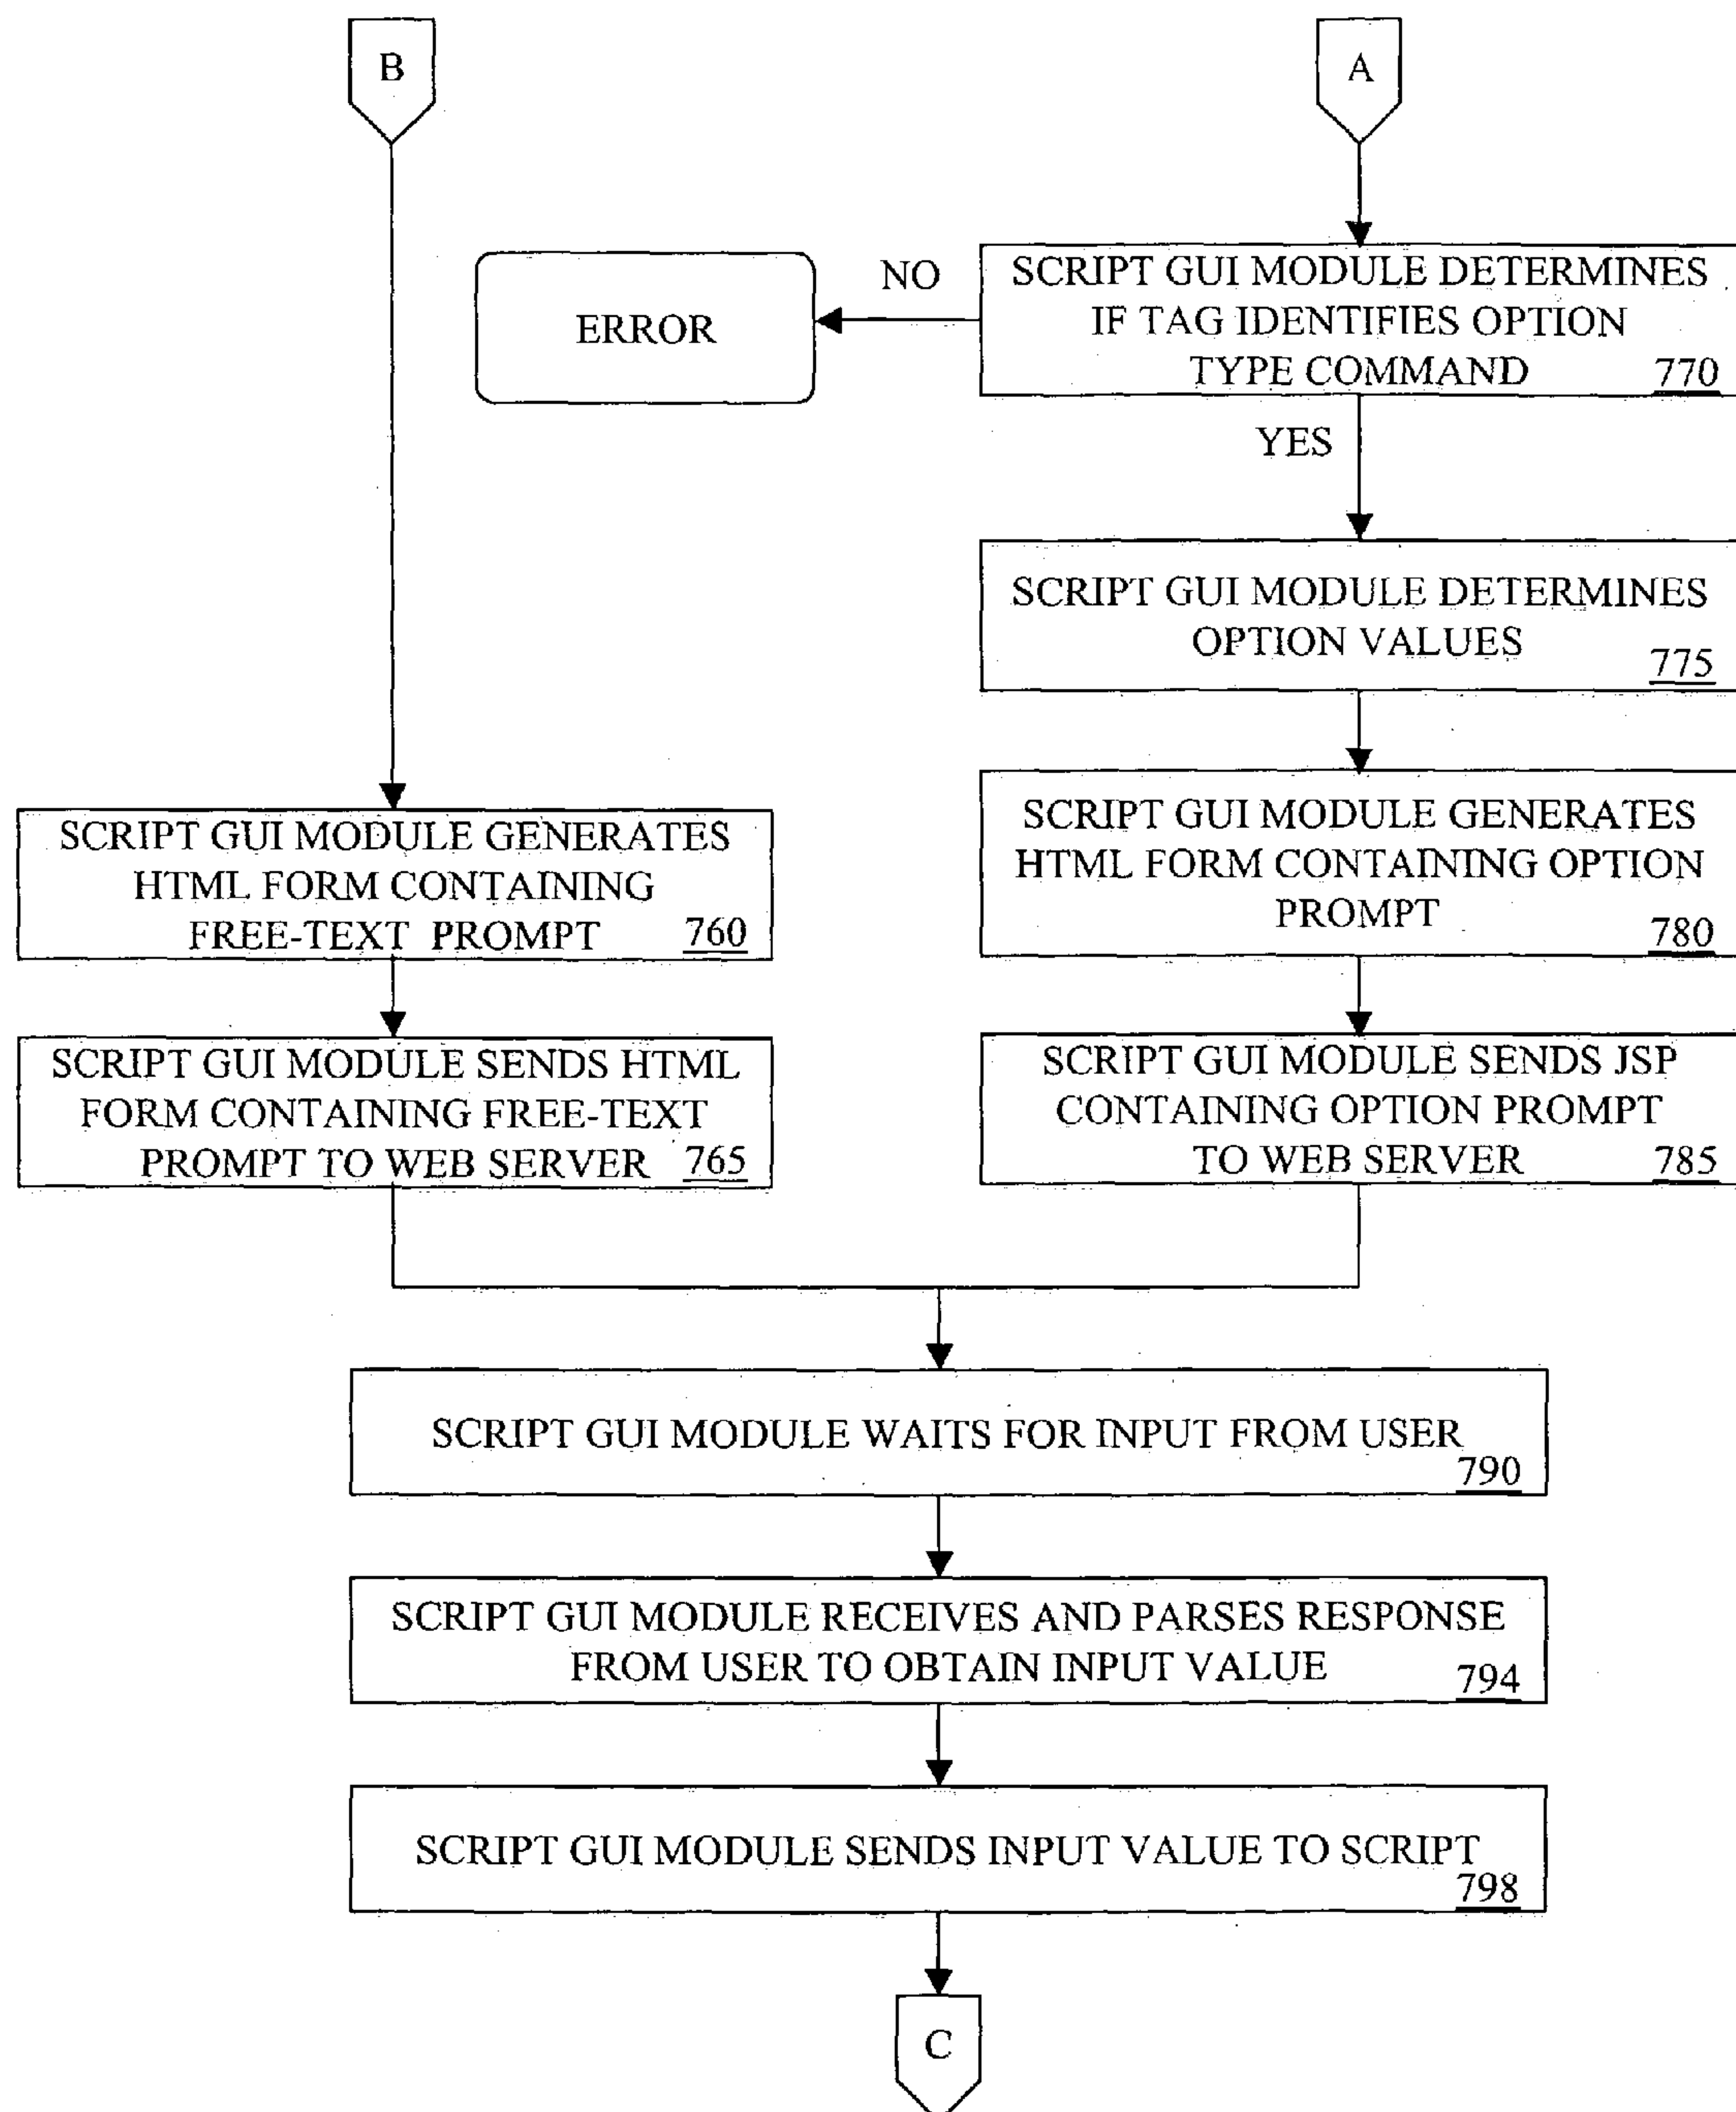 B
A
NO
SCRIPT GUI MODULE DETERMINES
IF TAG IDENTIFIES OPTION
TYPE COMMAND 770
ERROR
YES
SCRIPT GUI MODULE DETERMINES
OPTION VALUES
775
SCRIPT GUI MODULE GENERATES
HTML FORM CONTAINING
FREE-TEXT PROMPT 760
SCRIPT GUI MODULE GENERATES
HTML FORM CONTAINING OPTION
PROMPT
780
SCRIPT GUI MODULE SENDS HTML
FORM CONTAINING FREE-TEXT
PROMPT TO WEB SERVER 765
SCRIPT GUI MODULE SENDS JSP
CONTAINING OPTION PROMPT
TO WEB SERVER 785
SCRIPT GUI MODULE WAITS FOR INPUT FROM USER
790
SCRIPT GUI MODULE RECEIVES AND PARSES RESPONSE
FROM USER TO OBTAIN INPUT VALUE
794
SCRIPT GUI MODULE SENDS INPUT VALUE TO SCRIPT
798
C